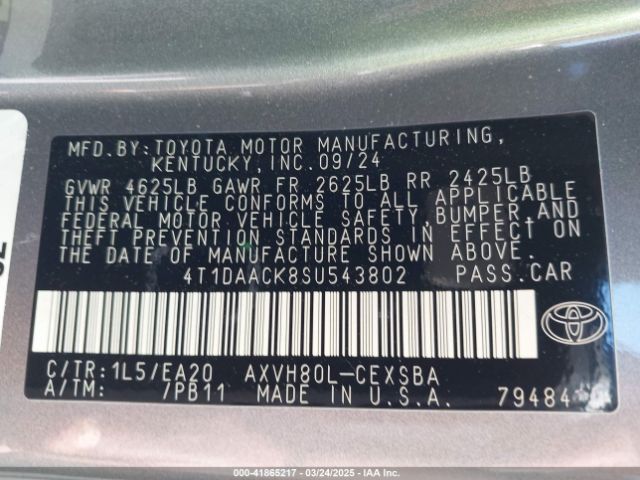 MFD.BY:TOYOTA MOTOR MANUFACTURING,
KENTUCKY,INC.09/24
GVWR 4625LB GAWR FR 2625LB RR 2425LB
THIS VEHICLE CONFORMS TO ALL APPLICABLE
FEDERAL MOTOR VEHICLE SAFETY,BUMPER,AND
THEFT PREVENTION STANDARDS IN EFFECT ON
THE DATE OF MANUFACTURE SHOWN ABOVE.
4T1DAACK8SU543802 PASS.CAR
C/TR:1L5/EA20 AXVH80L-CEXSBA
A/TM: /PB11 MADE IN U.S.A. 79484
000-41865217 - 03/24/2025 - IAA Inc.